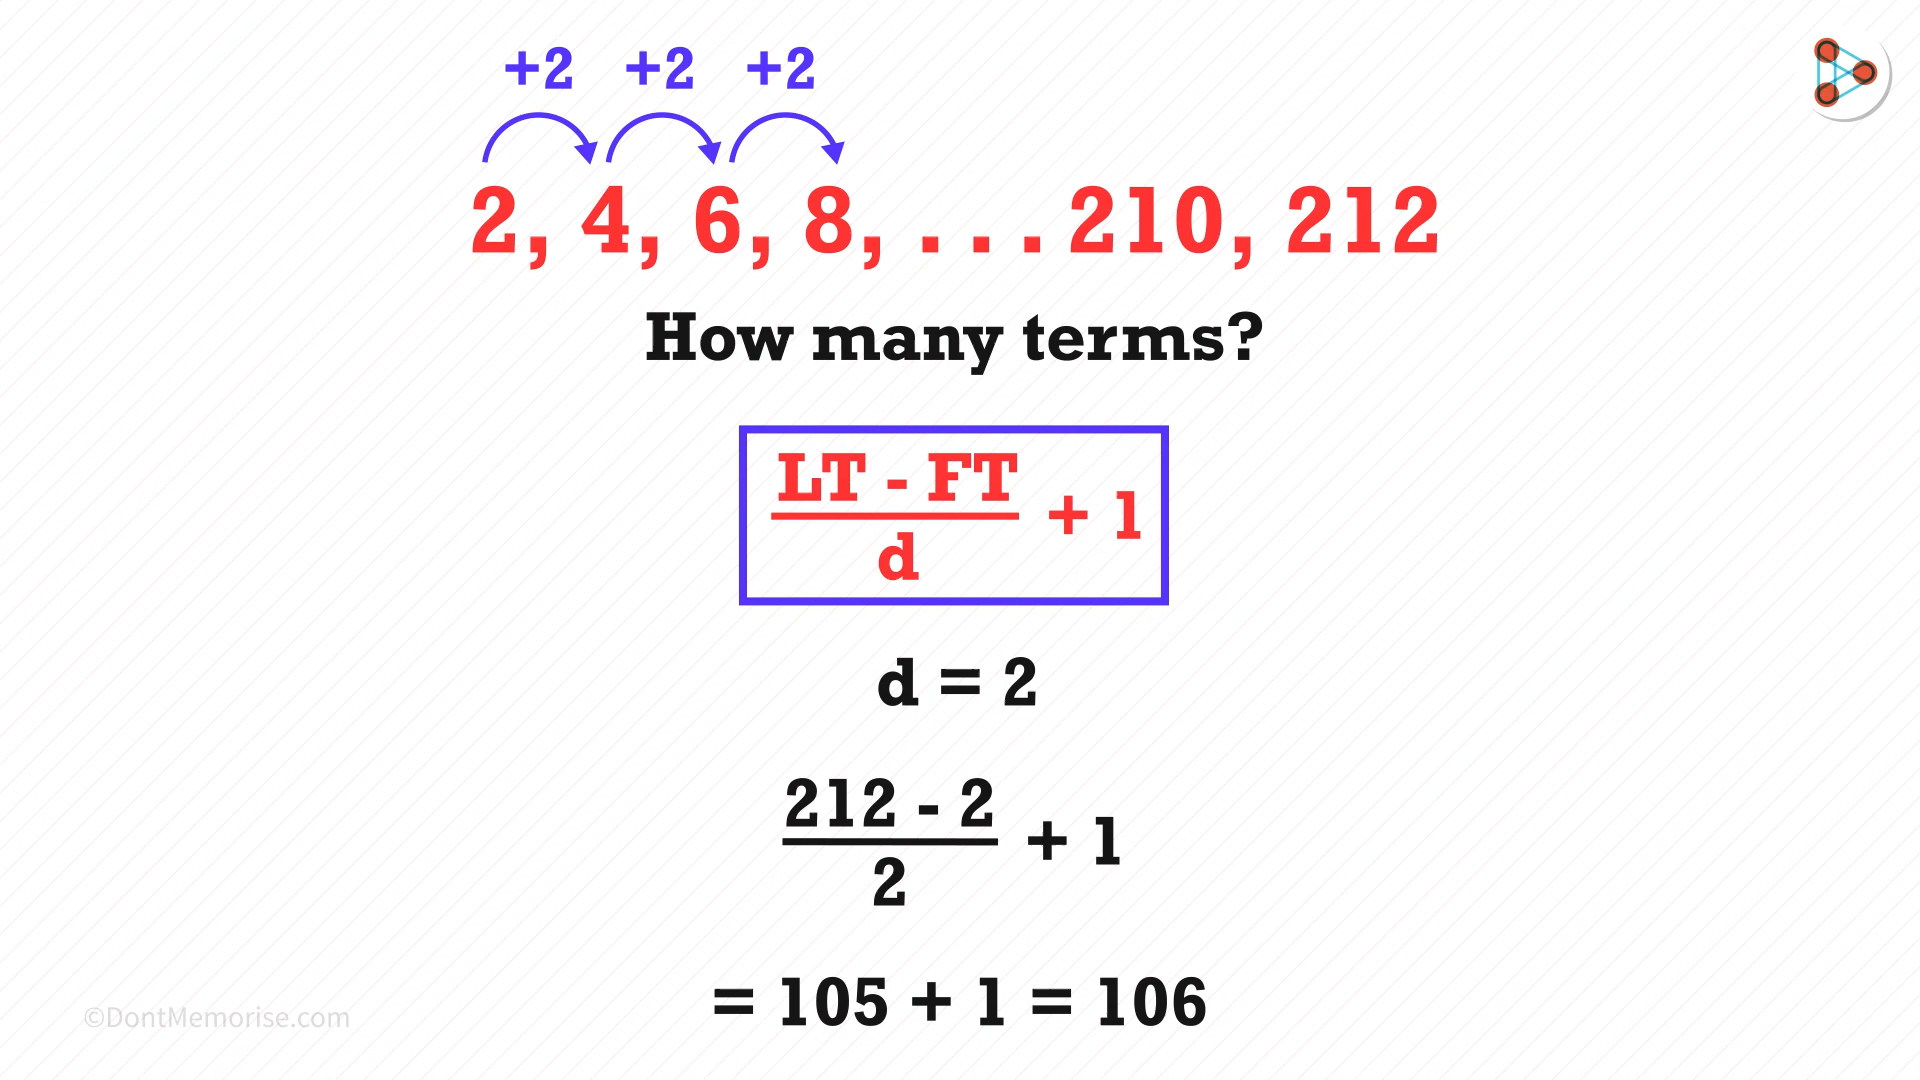 +2 +2 +2
2, 4, 6, 8, . . . 210, 212
How many terms?
LT - FT
d
+ 1
d = 2
212 - 2
2
+ 1
= 105 + 1 = 106
©DontMemorise.com